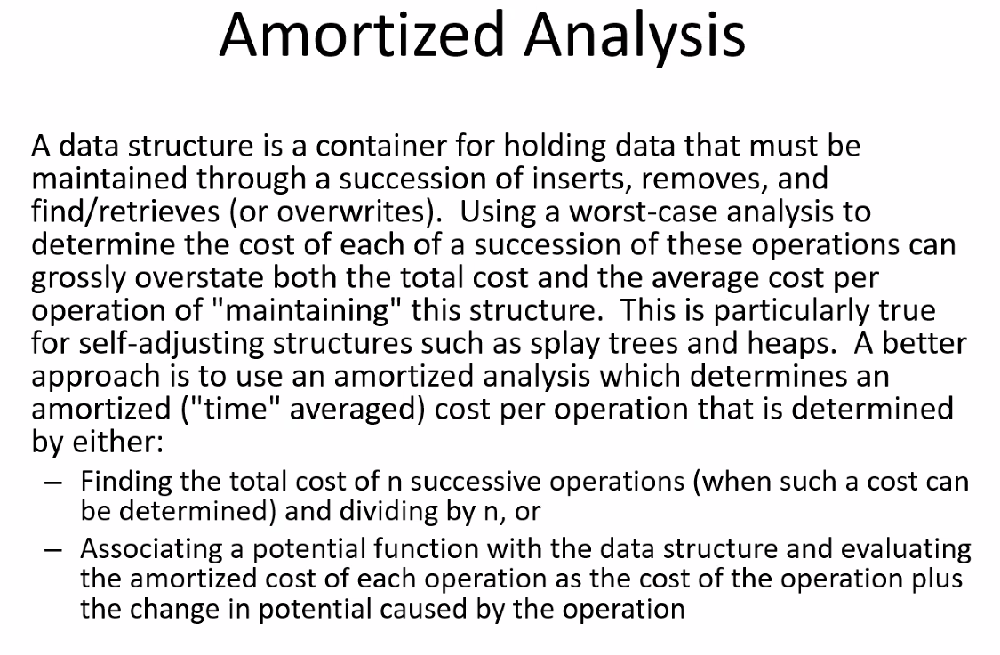 Amortized Analysis
A data structure is a container for holding data that must be
maintained through a succession of inserts, removes, and
find/retrieves (or overwrites).  Using a worst-case analysis to
determine the cost of each of a succession of these operations can
grossly overstate both the total cost and the average cost per
operation of "maintaining" this structure.  This is particularly true
for self-adjusting structures such as splay trees and heaps.  A better
approach is to use an amortized analysis which determines an
amortized ("time" averaged) cost per operation that is determined
by either:
– Finding the total cost of n successive operations (when such a cost can
be determined) and dividing by n, or
– Associating a potential function with the data structure and evaluating
the amortized cost of each operation as the cost of the operation plus
the change in potential caused by the operation